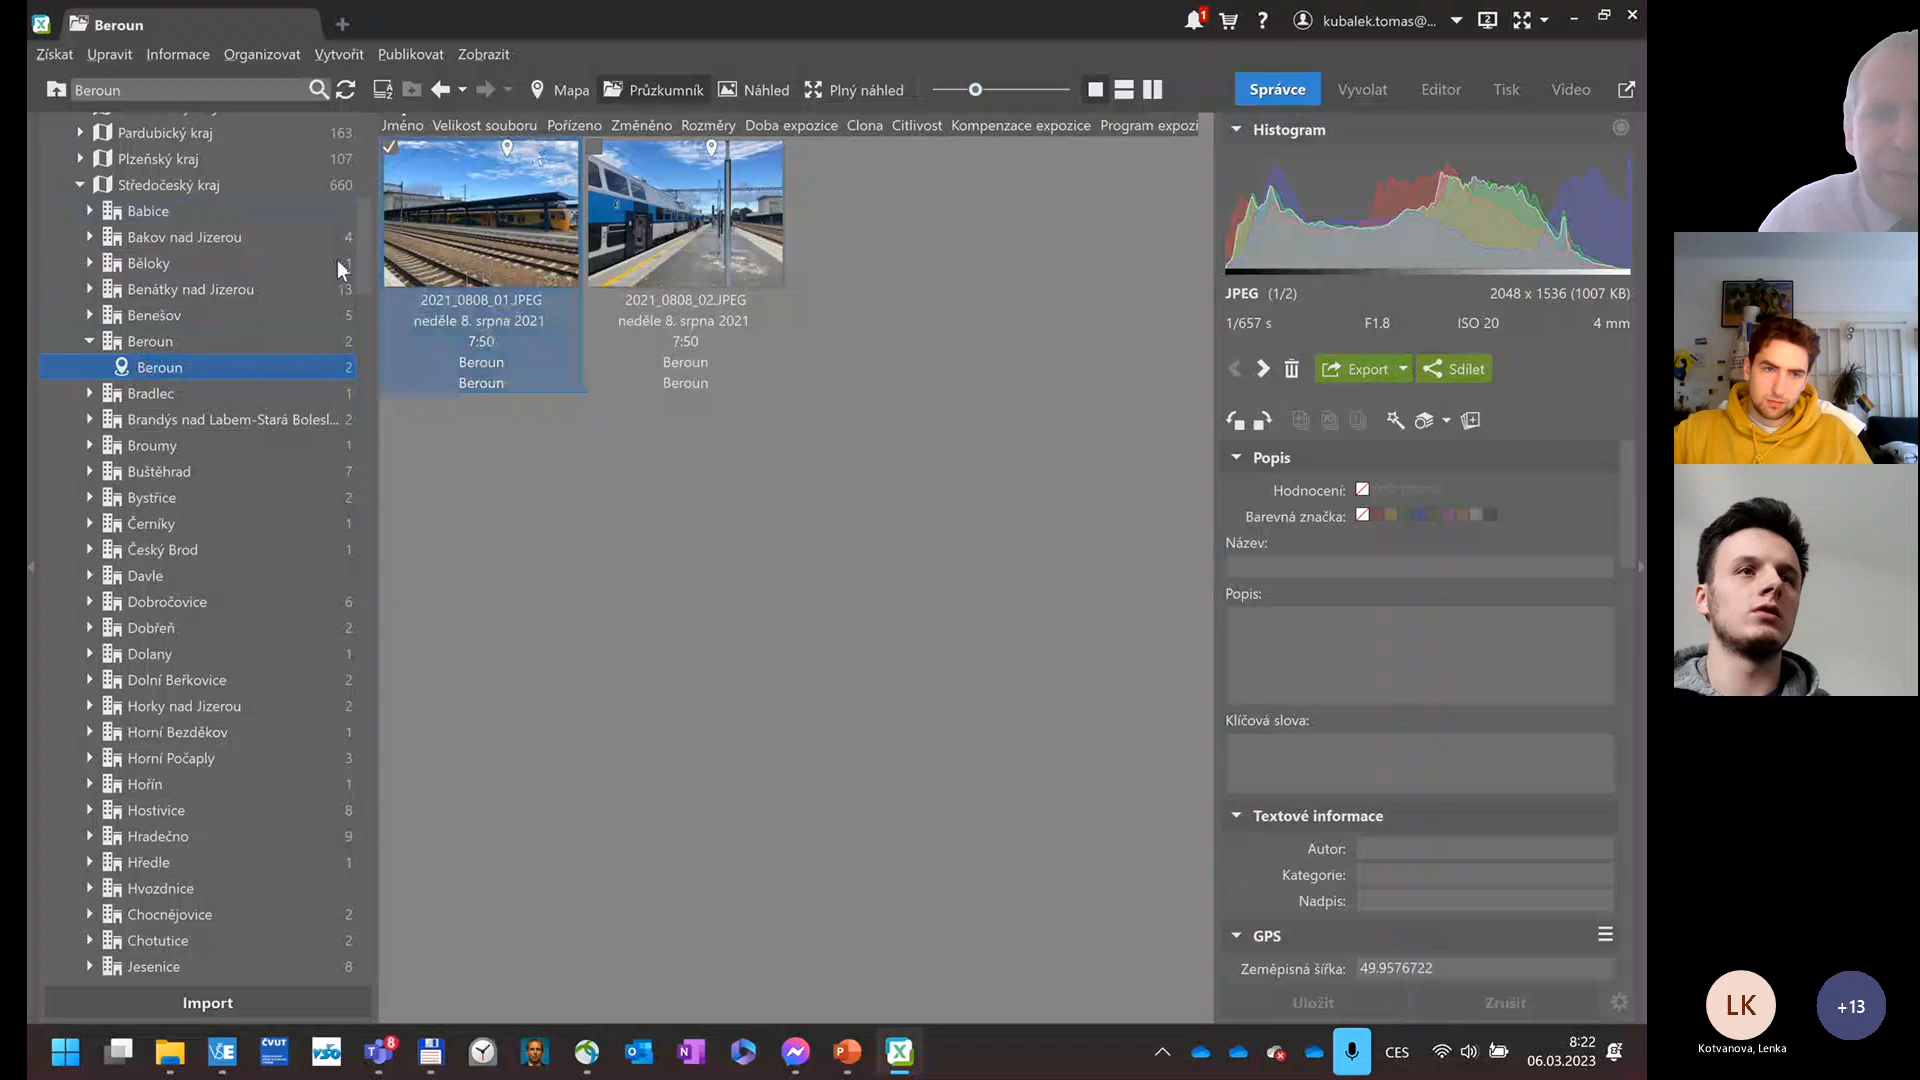 Beroun
kubalek.tomas@...
Získat Upravit Informace Organizovat Vytvořit Publikovat Zobrazit
Beroun
Mapa Průzkumník Náhled Plný náhled
Správce Vyvolat Editor Tisk Video
Jméno Velikost souboru Pořízeno Změněno Rozměry Doba expozice Clona Citlivost Kompenzace expozice Program expozi
Pardubický kraj 163
Plzeňský kraj 107
Středočeský kraj 660
Babice
Bakov nad Jizerou 4
Běloky 1
Benátky nad Jizerou 13
Benešov 5
Beroun 2
Beroun 2
Bradlec 1
Brandýs nad Labem-Stará Bolesl... 2
Broumy 1
Buštěhrad 7
Bystřice 2
Černíky 1
Český Brod 1
Davle
Dobročovice 6
Dobřeň 2
Dolany 1
Dolní Beřkovice 2
Horky nad Jizerou 2
Horní Bezděkov 1
Horní Počaply 3
Hořín 1
Hostivice 8
Hradečno 9
Hředle 1
Hvozdnice
Chocnějovice 2
Chotutice 2
Jesenice 8
Import
2021_0808_01.JPEG
neděle 8. srpna 2021
7:50
Beroun
Beroun
2021_0808_02.JPEG
neděle 8. srpna 2021
7:50
Beroun
Beroun
Histogram
JPEG (1/2) 2048 x 1536 (1007 KB)
1/657 s F1.8 ISO 20 4 mm
Export Sdílet
Popis
Hodnocení:
Barevná značka:
Název:
Popis:
Klíčová slova:
Textové informace
Autor:
Kategorie:
Nadpis:
GPS
Zeměpisná šířka: 49.9576722
Uložit Zrušit
LK
Kotvanova, Lenka
+13
CES
8:22
06.03.2023